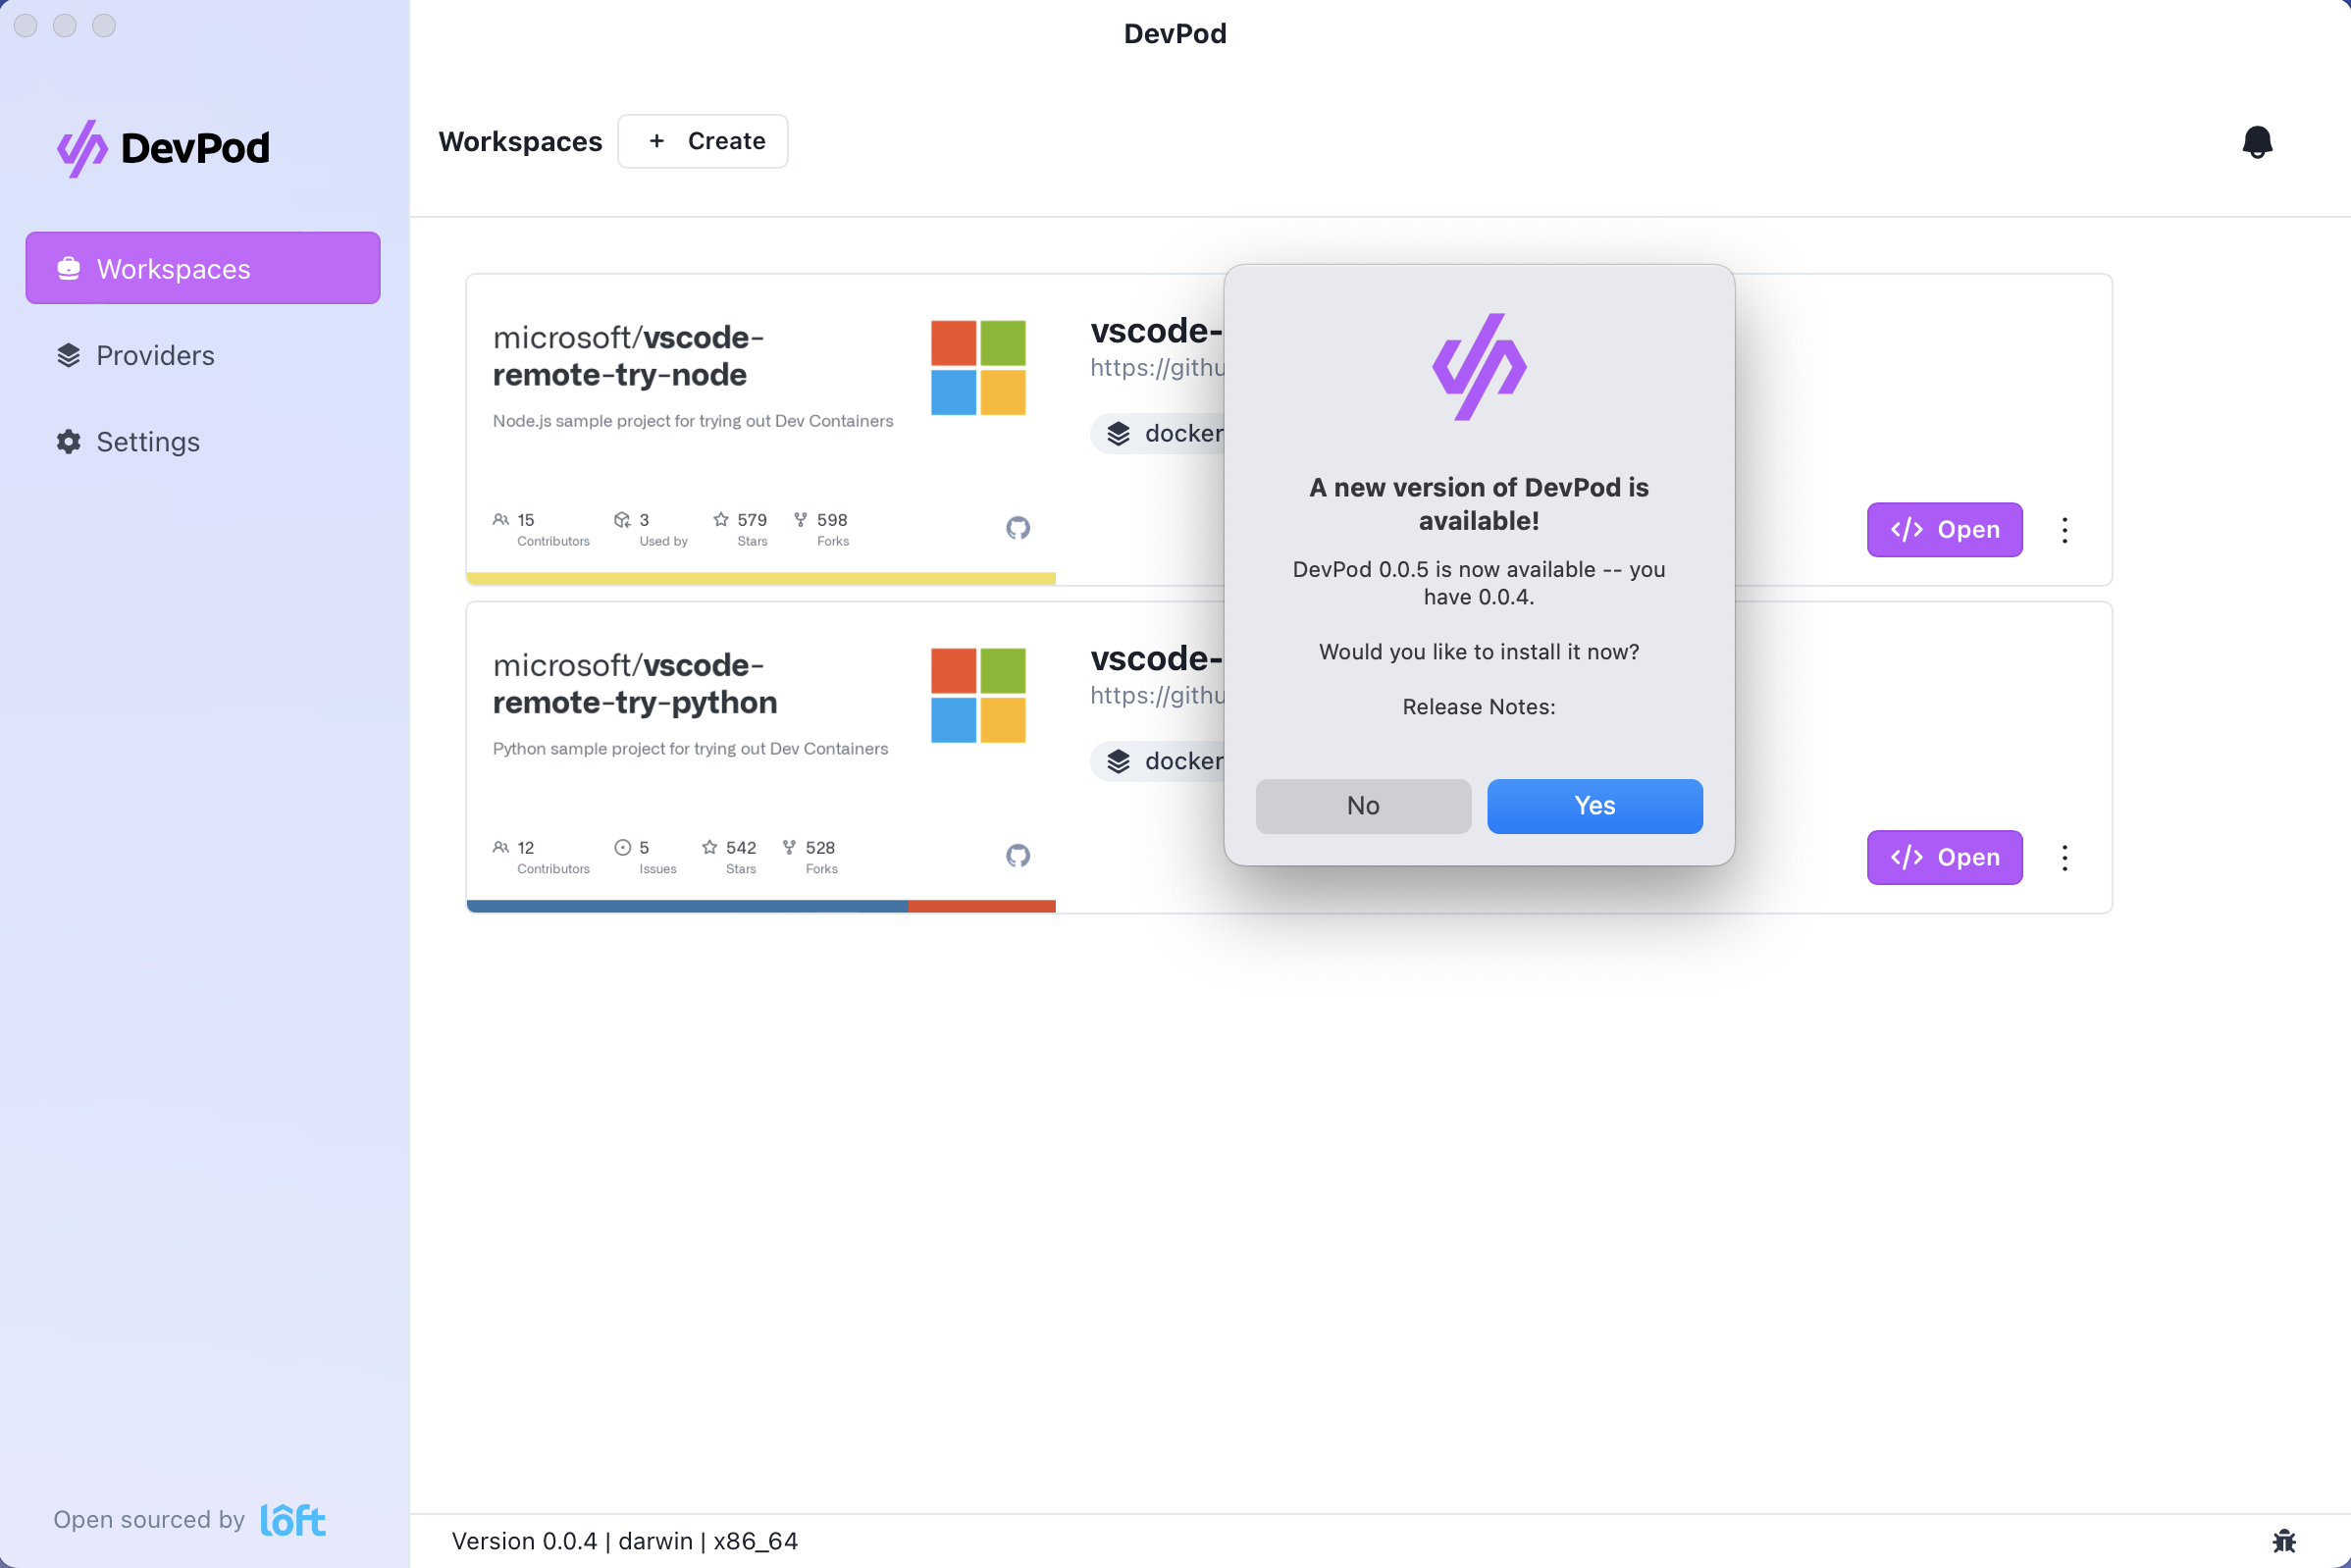 DevPod
DevPod
Workspaces
Providers
Settings
Open sourced by loft
Workspaces
+ Create
microsoft/vscode-
remote-try-node
Node.js sample project for trying out Dev Containers
15 Contributors
3 Used by
579 Stars
598 Forks
vscode-
https://githu
docker
Open
microsoft/vscode-
remote-try-python
Python sample project for trying out Dev Containers
12 Contributors
5 Issues
542 Stars
528 Forks
vscode-
https://githu
docker
Open
A new version of DevPod is
available!
DevPod 0.0.5 is now available -- you
have 0.0.4.
Would you like to install it now?
Release Notes:
No
Yes
Version 0.0.4 | darwin | x86_64